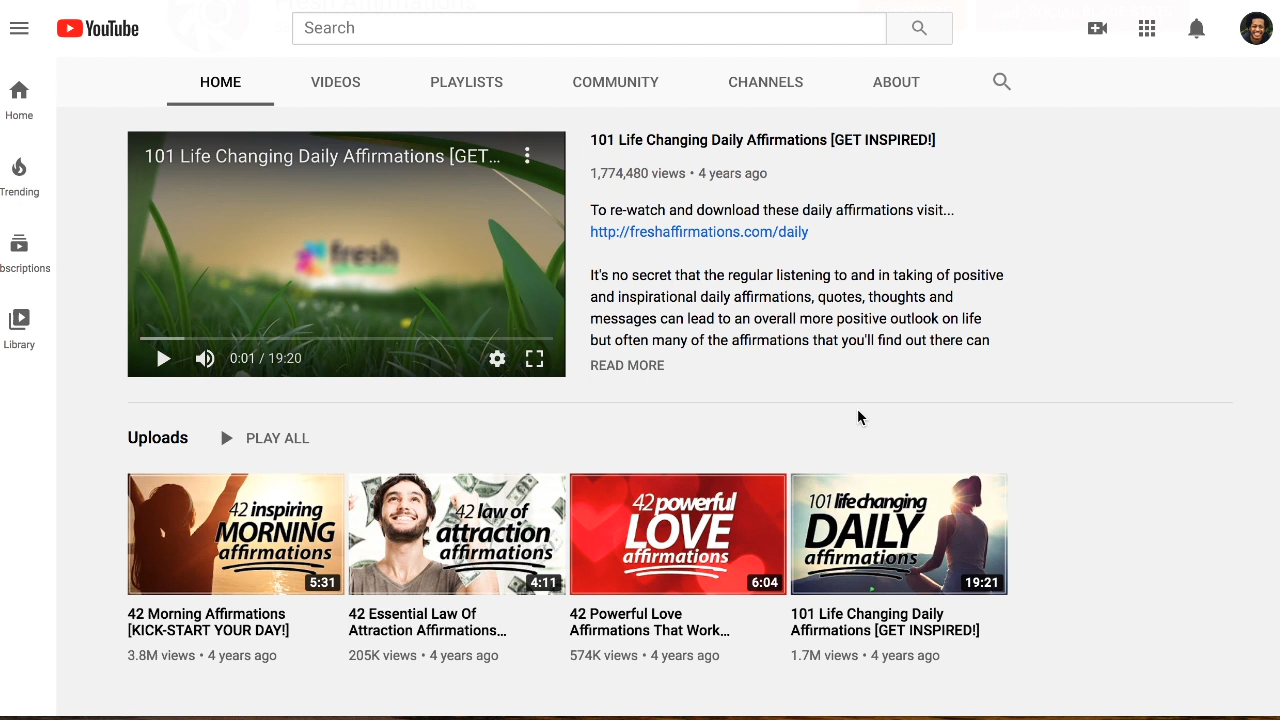 Fresh Affirmations
YouTube
Search
HOME
VIDEOS
PLAYLISTS
COMMUNITY
CHANNELS
ABOUT
Home
Trending
bscriptions
Library
101 Life Changing Daily Affirmations [GET...
fresh
0:01 / 19:20
101 Life Changing Daily Affirmations [GET INSPIRED!]
1,774,480 views • 4 years ago
To re-watch and download these daily affirmations visit...
http://freshaffirmations.com/daily
It's no secret that the regular listening to and in taking of positive
and inspirational daily affirmations, quotes, thoughts and
messages can lead to an overall more positive outlook on life
but often many of the affirmations that you'll find out there can
READ MORE
Uploads
PLAY ALL
42 inspiring
MORNING
affirmations
5:31
42 Morning Affirmations
[KICK-START YOUR DAY!]
3.8M views • 4 years ago
42 law of
attraction
affirmations
4:11
42 Essential Law Of
Attraction Affirmations...
205K views • 4 years ago
42 powerful
LOVE
affirmations
6:04
42 Powerful Love
Affirmations That Work...
574K views • 4 years ago
101 life changing
DAILY
affirmations
19:21
101 Life Changing Daily
Affirmations [GET INSPIRED!]
1.7M views • 4 years ago